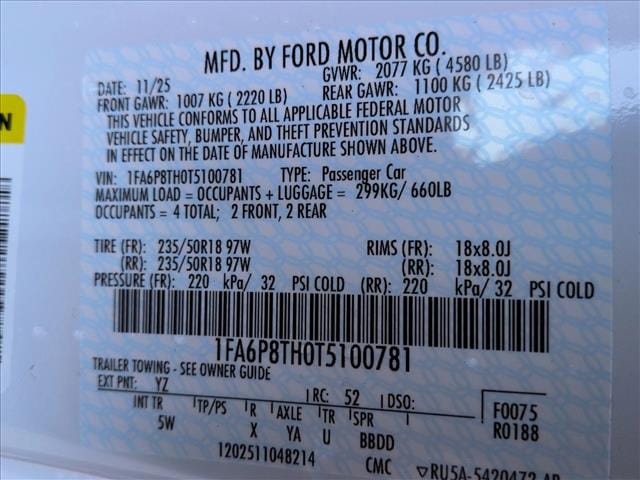 MFD. BY FORD MOTOR CO.
DATE: 11/25 GVWR: 2077 KG ( 4580 LB)
FRONT GAWR: 1007 KG ( 2220 LB) REAR GAWR: 1100 KG ( 2425 LB)
THIS VEHICLE CONFORMS TO ALL APPLICABLE FEDERAL MOTOR
VEHICLE SAFETY, BUMPER, AND THEFT PREVENTION STANDARDS
IN EFFECT ON THE DATE OF MANUFACTURE SHOWN ABOVE.
VIN: 1FA6P8TH0T5100781 TYPE: Passenger Car
MAXIMUM LOAD = OCCUPANTS + LUGGAGE = 299KG/ 660LB
OCCUPANTS = 4 TOTAL; 2 FRONT, 2 REAR
TIRE (FR): 235/50R18 97W RIMS (FR): 18x8.0J
(RR): 235/50R18 97W (RR): 18x8.0J
PRESSURE (FR): 220 kPa/ 32 PSI COLD (RR): 220 kPa/ 32 PSI COLD
1FA6P8TH0T5100781
TRAILER TOWING - SEE OWNER GUIDE
EXT PNT: YZ RC: 52 DSO: F0075
INT TR TP/PS R AXLE TR SPR R0188
5W X YA U BBDD
1202511048214 CMC RU5A-5420472-AB
N